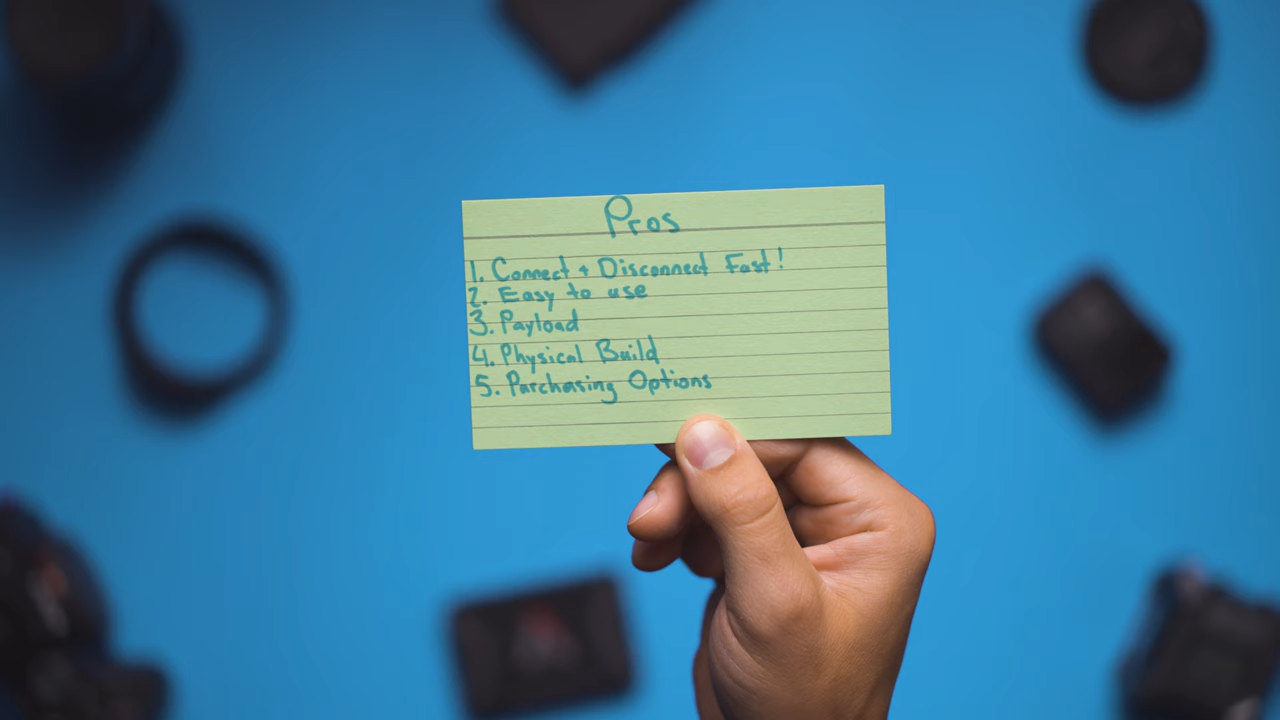 Pros
1. Connect + Disconnect Fast!
2. Easy to use
3. Payload
4. Physical Build
5. Purchasing Options